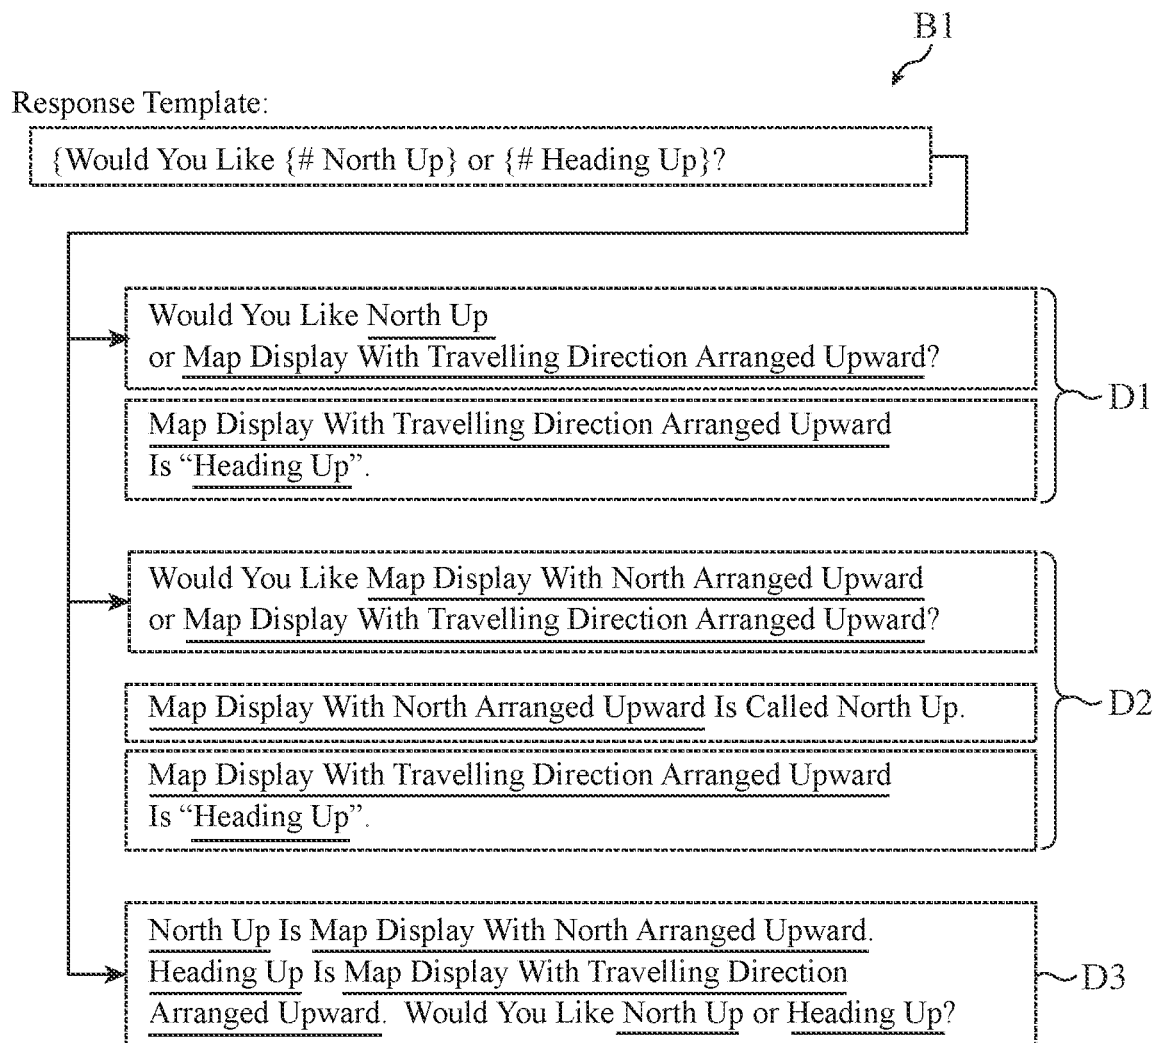 B1
Response Template:
{Would You Like {# North Up} or {# Heading Up}?
Would You Like North Up
or Map Display With Travelling Direction Arranged Upward?
Map Display With Travelling Direction Arranged Upward
Is “Heading Up”.
D1
Would You Like Map Display With North Arranged Upward
or Map Display With Travelling Direction Arranged Upward?
Map Display With North Arranged Upward Is Called North Up.
Map Display With Travelling Direction Arranged Upward
Is “Heading Up”.
D2
North Up Is Map Display With North Arranged Upward.
Heading Up Is Map Display With Travelling Direction
Arranged Upward. Would You Like North Up or Heading Up?
D3